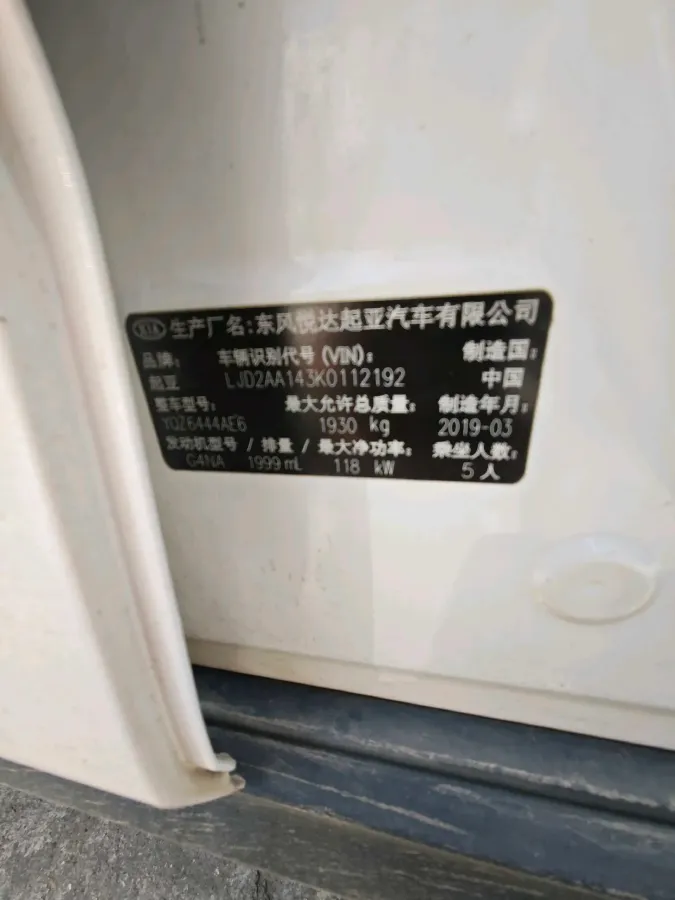 KIA 生产厂名:东风悦达起亚汽车有限公司
品牌: 车辆识别代号(VIN): 制造国:
起亚 LJD2AA143K0112192 中国
整车型号: 最大允许总质量: 制造年月:
YQZ6444AE6 1930 kg 2019-03
发动机型号 / 排量 / 最大净功率: 乘坐人数:
G4NA 1999mL 118 kW 5人